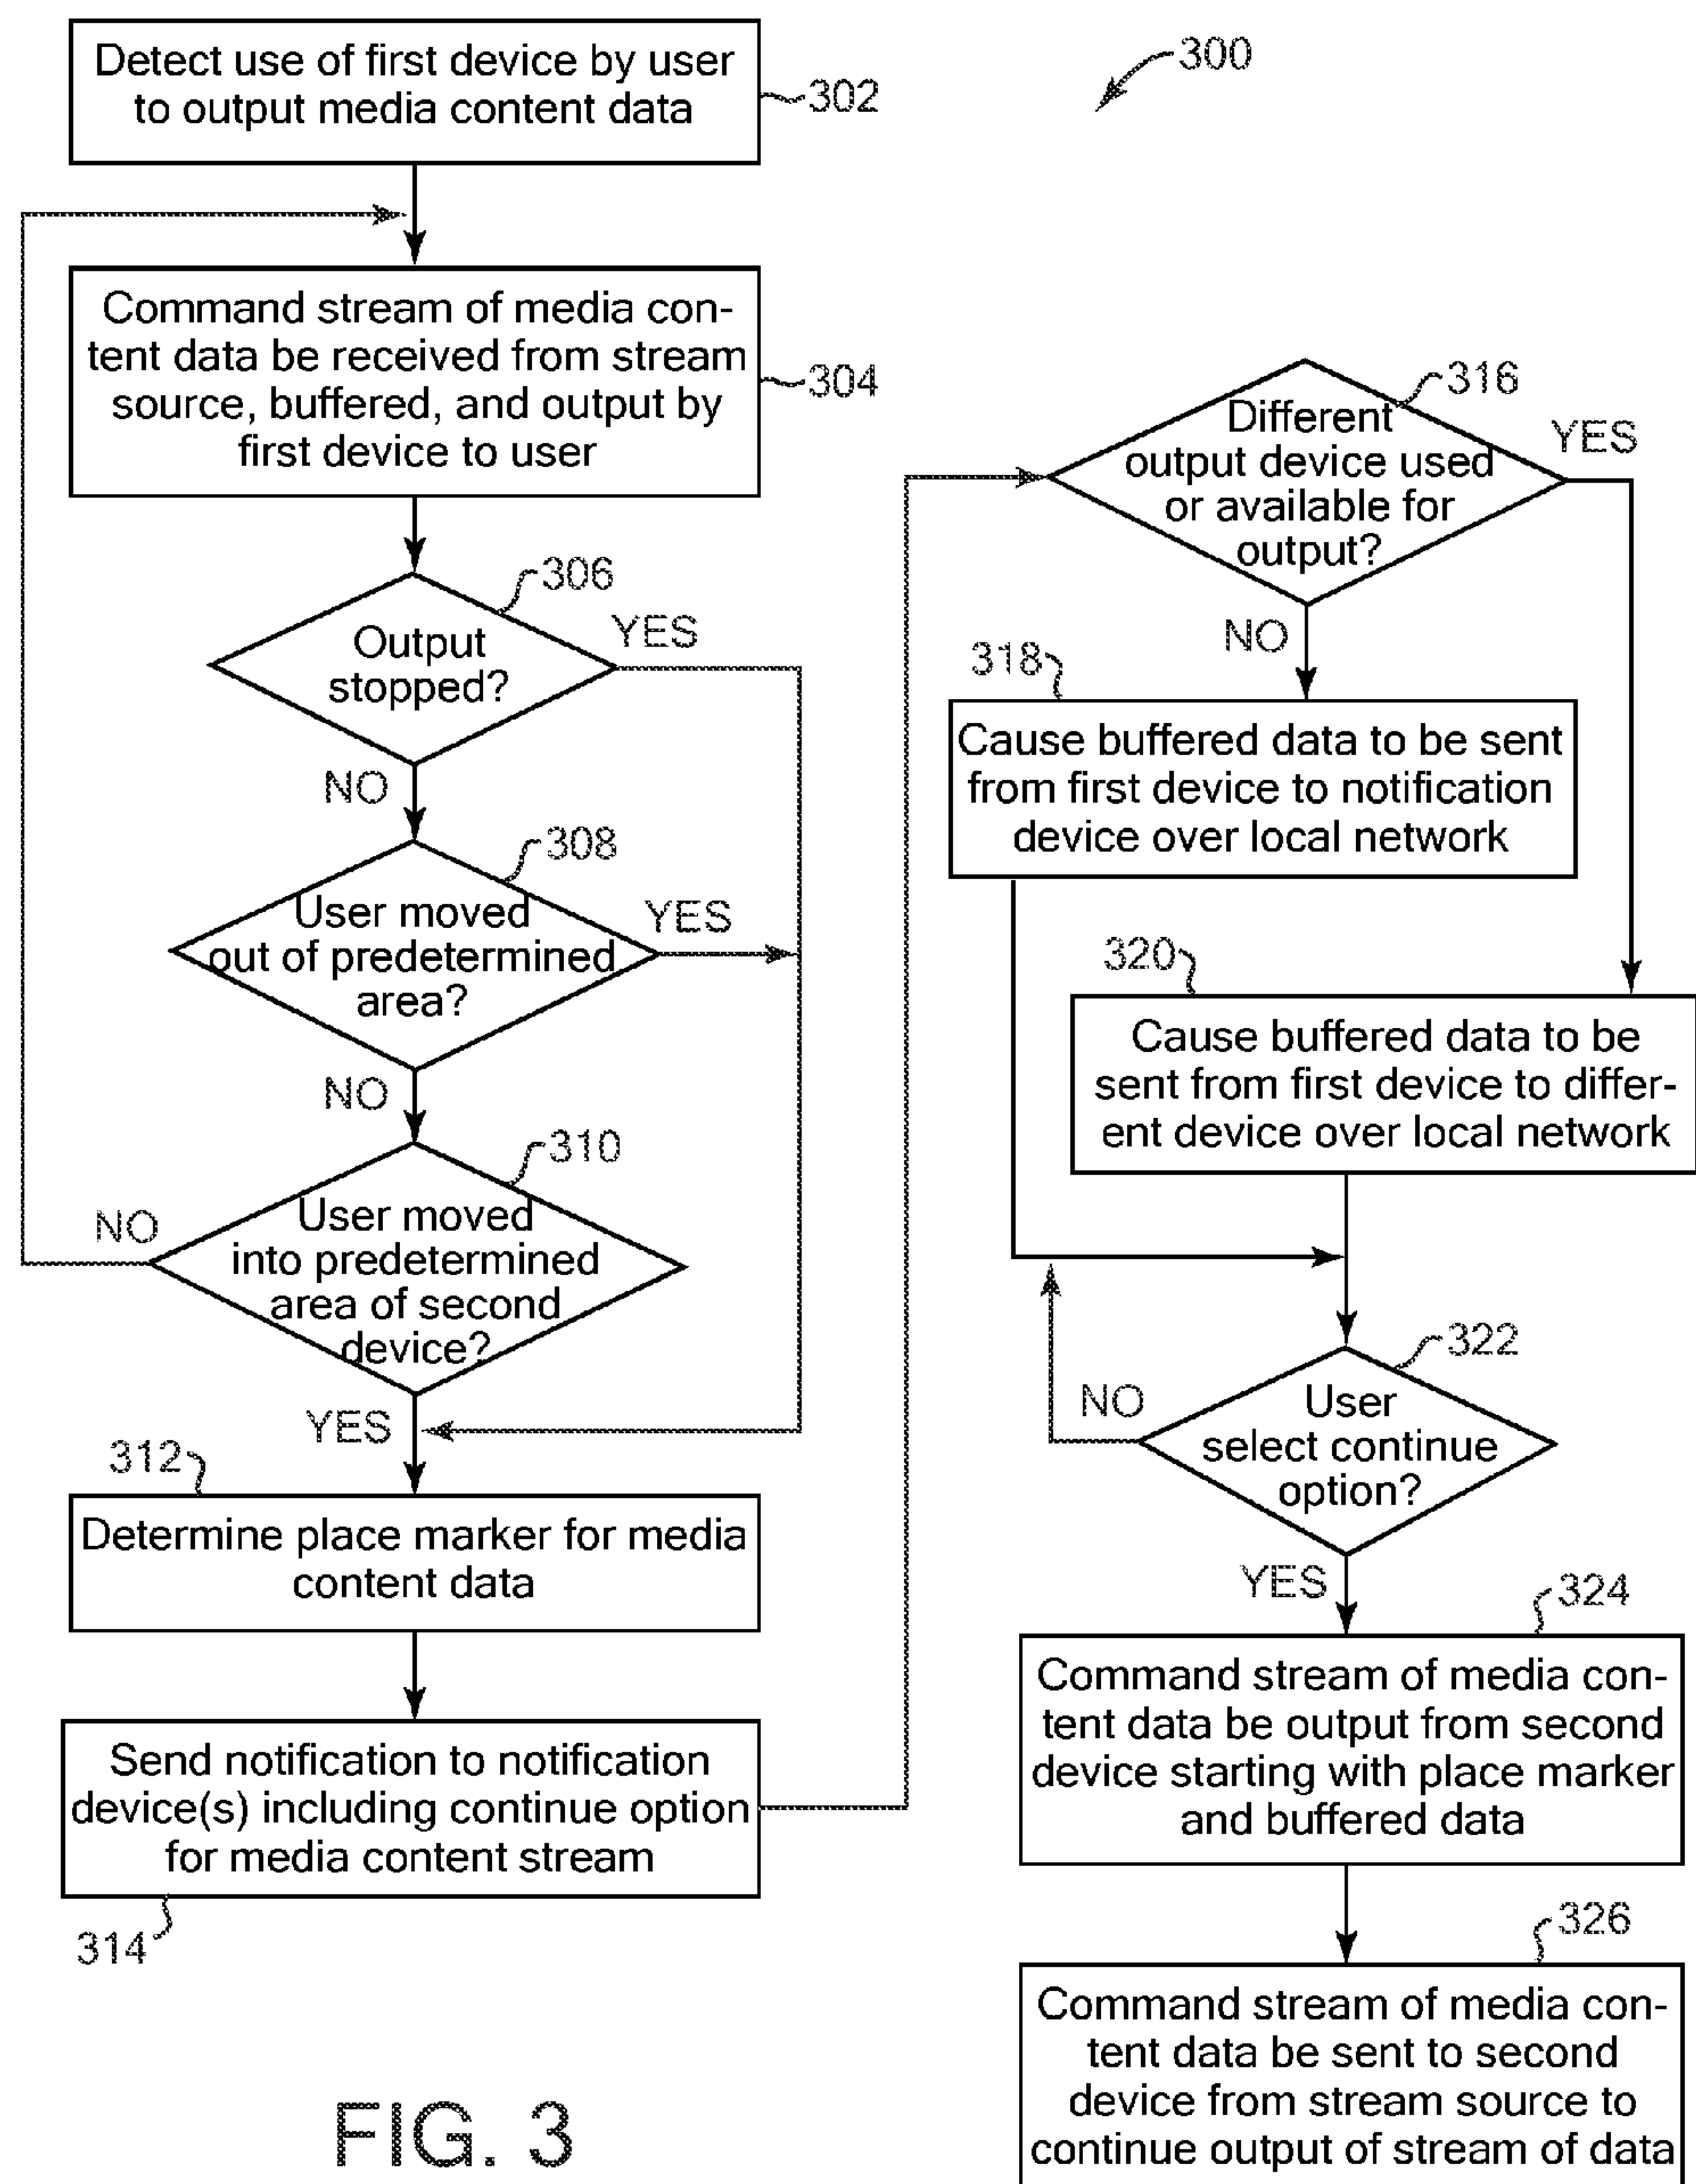 300
Detect use of first device by user
to output media content data
302
Command stream of media con-
tent data be received from stream
source, buffered, and output by
first device to user
304
306
Output
stopped?
YES
NO
308
User moved
out of predetermined
area?
YES
NO
310
User moved
into predetermined
area of second
device?
NO
YES
312
Determine place marker for media
content data
Send notification to notification
device(s) including continue option
for media content stream
314
316
Different
output device used
or available for
output?
YES
NO
318
Cause buffered data to be sent
from first device to notification
device over local network
320
Cause buffered data to be
sent from first device to differ-
ent device over local network
322
User
select continue
option?
NO
YES
324
Command stream of media con-
tent data be output from second
device starting with place marker
and buffered data
326
Command stream of media con-
tent data be sent to second
device from stream source to
continue output of stream of data
FIG. 3